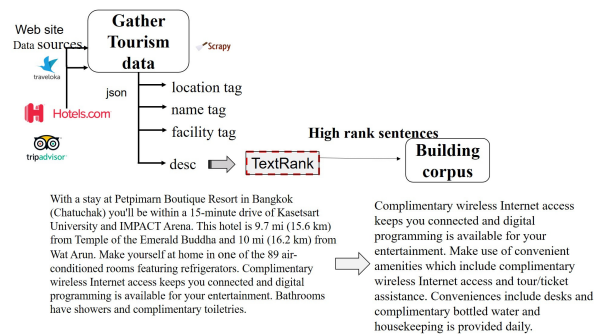 Web site
Data sources
Gather
Tourism
data
Scrapy
traveloka
Hotels.com
tripadvisor
json
location tag
name tag
facility tag
desc
TextRank
High rank sentences
Building
corpus
With a stay at Petpimarn Boutique Resort in Bangkok
(Chatuchak) you'll be within a 15-minute drive of Kasetsart
University and IMPACT Arena. This hotel is 9.7 mi (15.6 km)
from Temple of the Emerald Buddha and 10 mi (16.2 km) from
Wat Arun. Make yourself at home in one of the 89 air-
conditioned rooms featuring refrigerators. Complimentary
wireless Internet access keeps you connected and digital
programming is available for your entertainment. Bathrooms
have showers and complimentary toiletries.
Complimentary wireless Internet access
keeps you connected and digital
programming is available for your
entertainment. Make use of convenient
amenities which include complimentary
wireless Internet access and tour/ticket
assistance. Conveniences include desks and
complimentary bottled water and
housekeeping is provided daily.